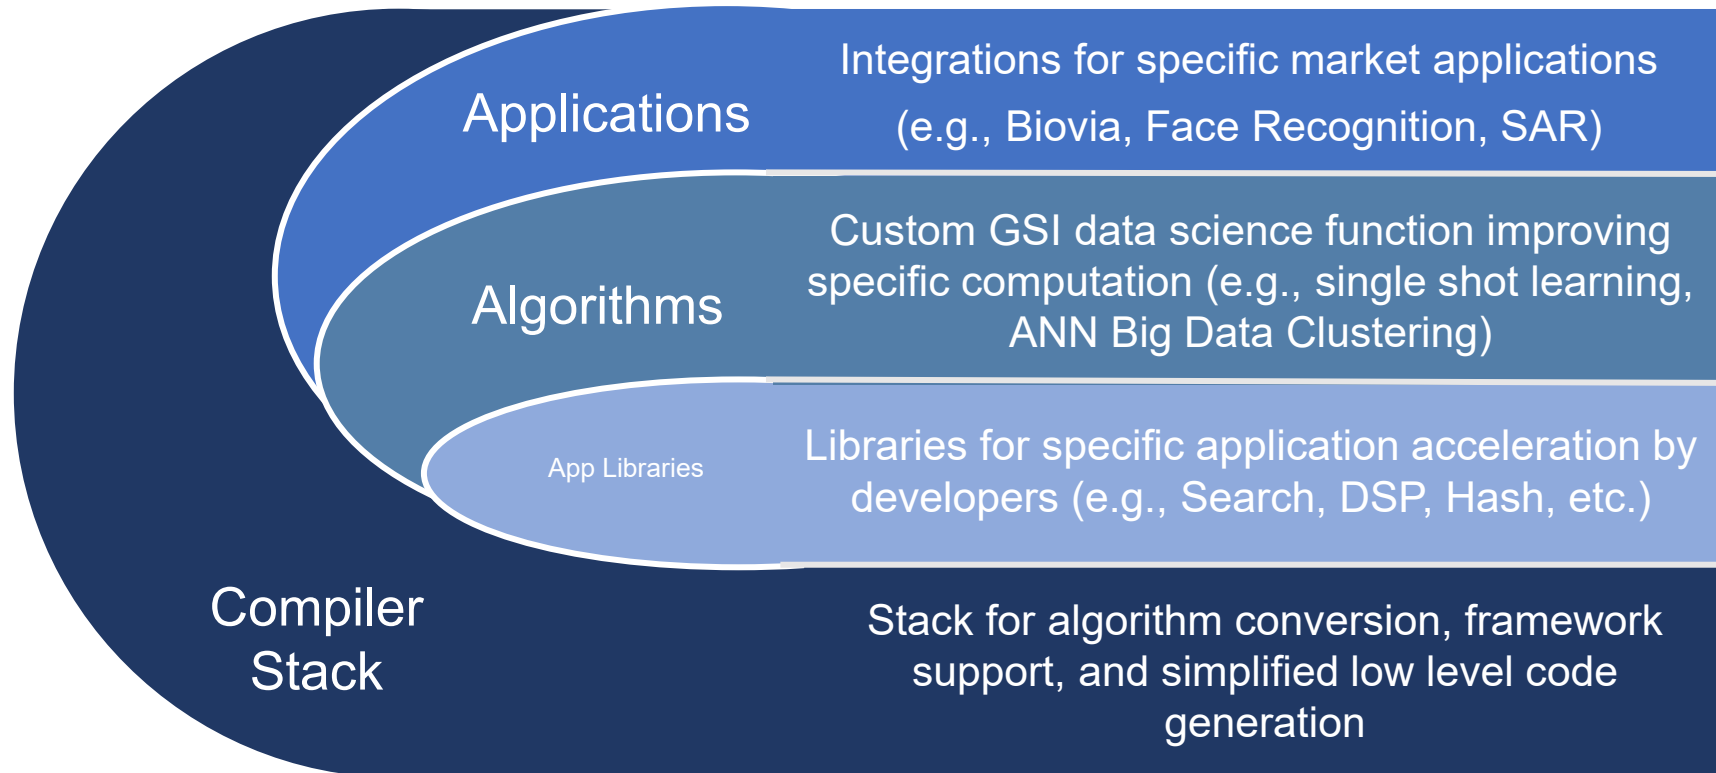 Applications
Integrations for specific market applications
(e.g., Biovia, Face Recognition, SAR)
Algorithms
Custom GSI data science function improving
specific computation (e.g., single shot learning,
ANN Big Data Clustering)
App Libraries
Libraries for specific application acceleration by
developers (e.g., Search, DSP, Hash, etc.)
Compiler
Stack
Stack for algorithm conversion, framework
support, and simplified low level code
generation